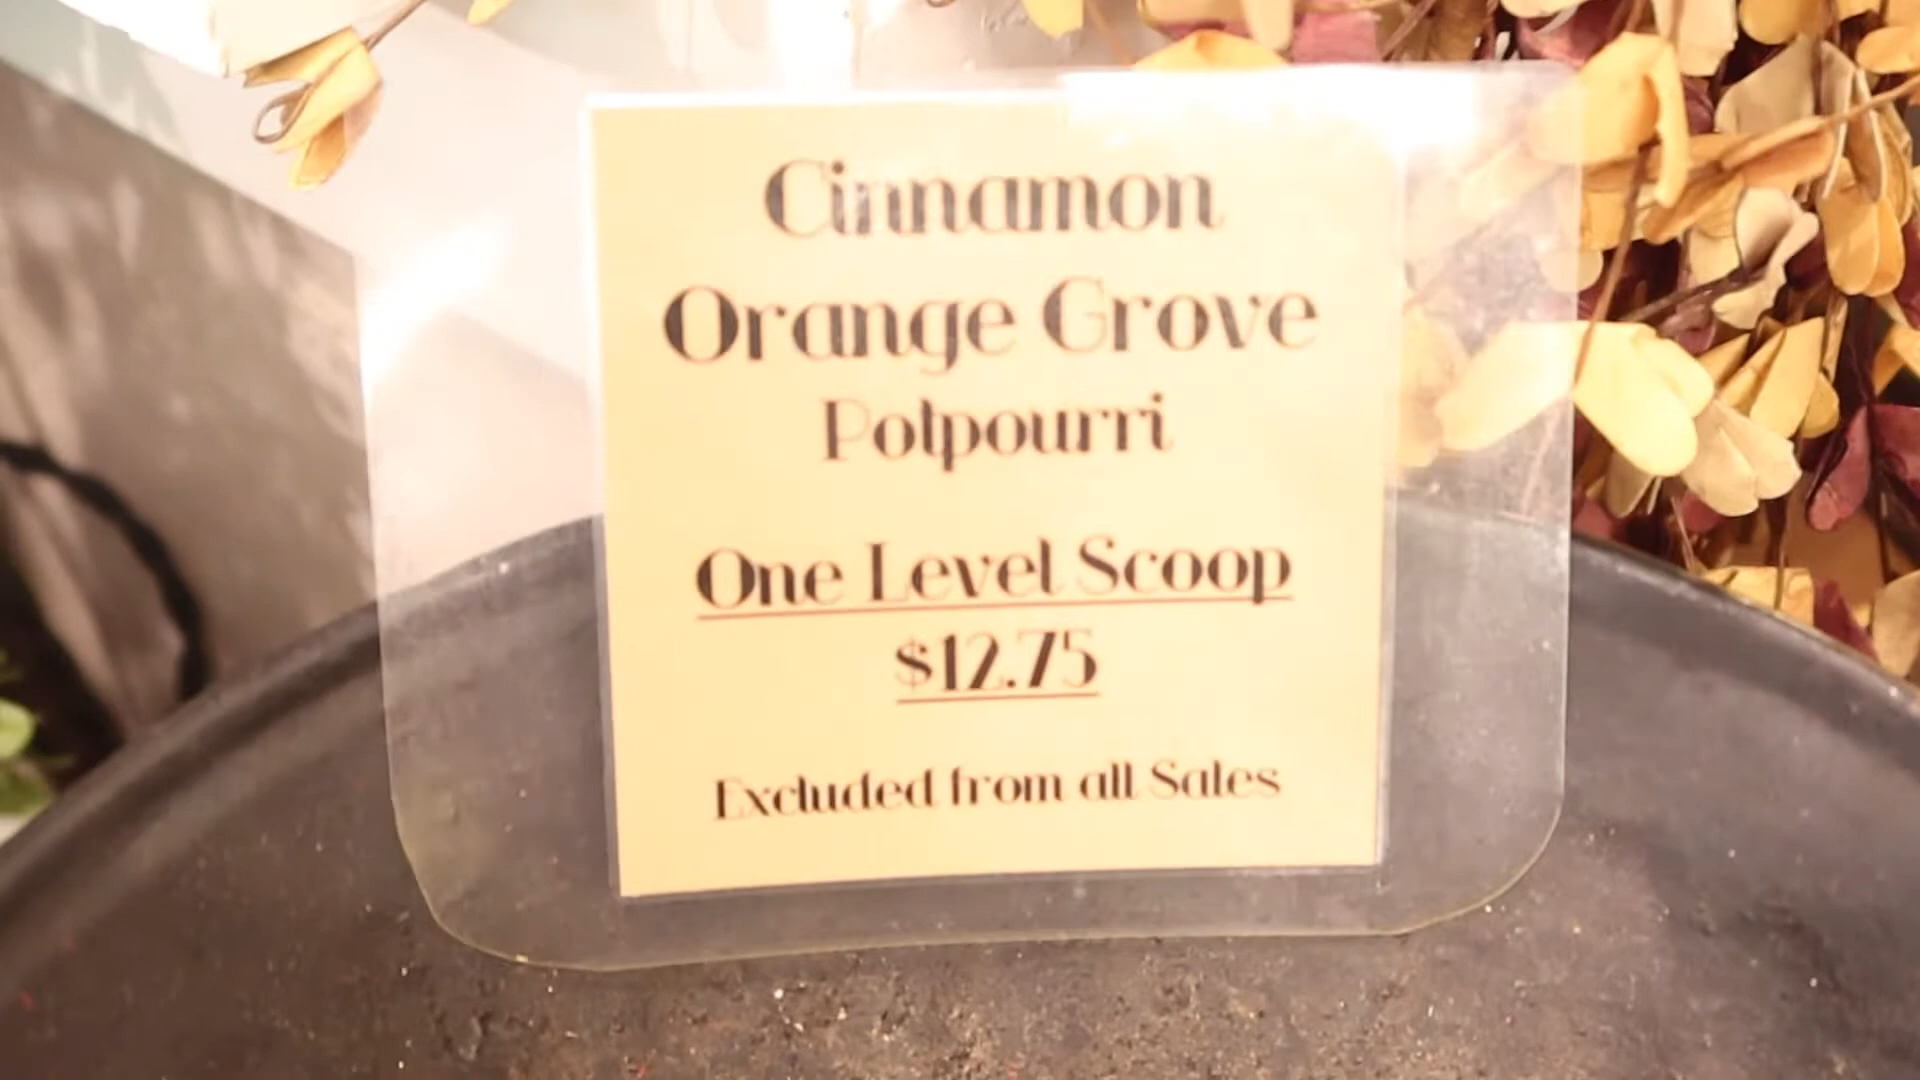 Cinnamon
Orange Grove
Potpourri
One Level Scoop
$12.75
Excluded from all Sales